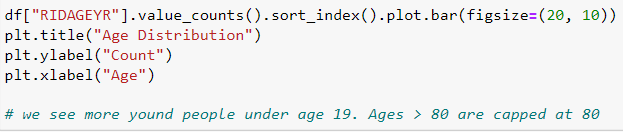 df["RIDAGEYR"].value_counts().sort_index().plot.bar(figsize=(20, 10))
plt.title("Age Distribution")
plt.ylabel("Count")
plt.xlabel("Age")
# we see more yound people under age 19. Ages > 80 are capped at 80